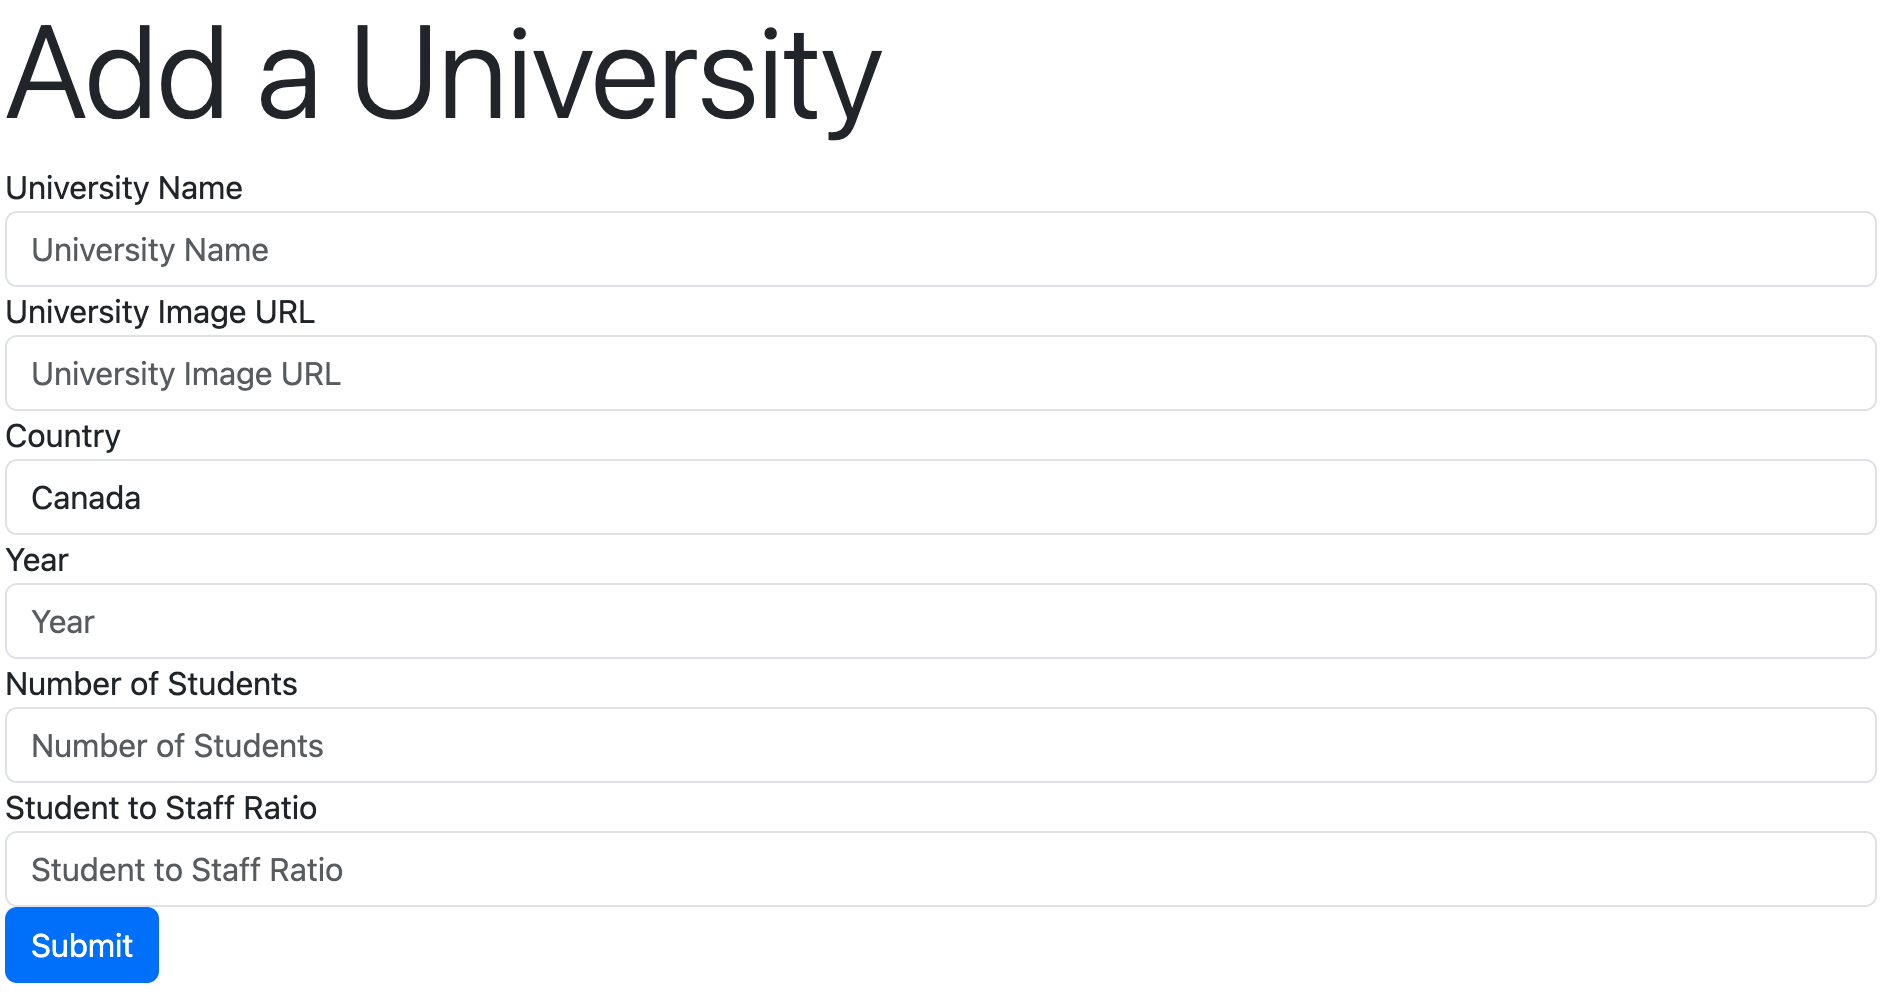 Add a University
University Name
University Name
University Image URL
University Image URL
Country
Canada
Year
Year
Number of Students
Number of Students
Student to Staff Ratio
Student to Staff Ratio
Submit